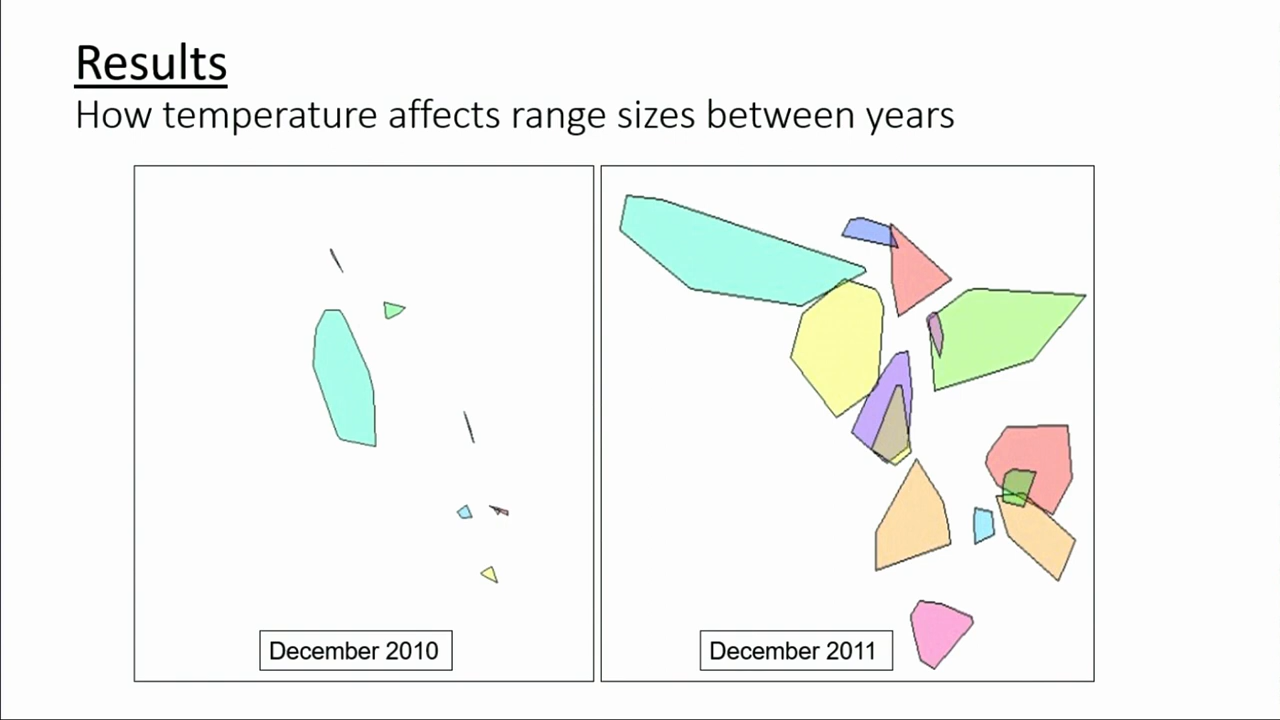 Results
How temperature affects range sizes between years
December 2010
December 2011